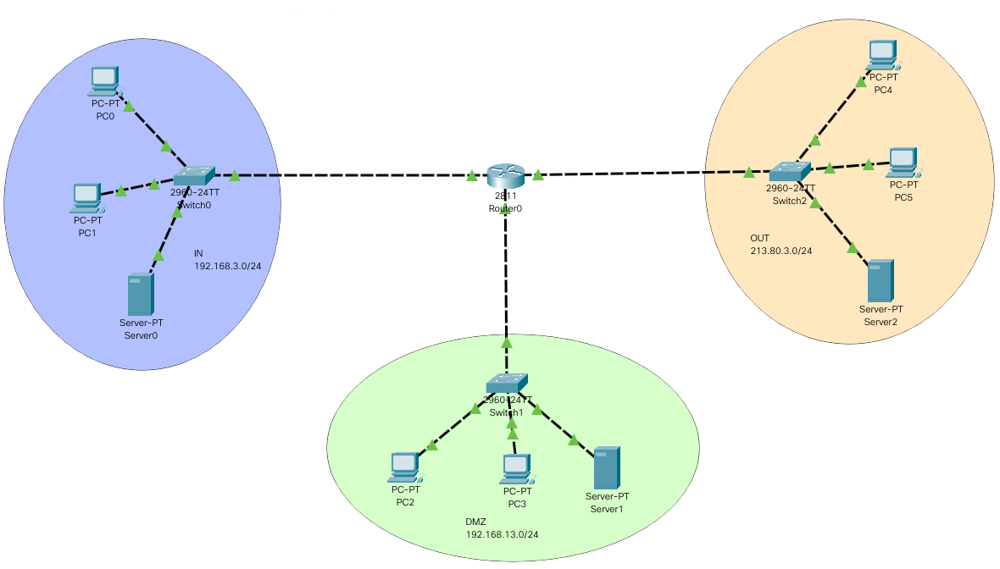 PC-PT
PC0
PC-PT
PC1
2960-24TT
Switch0
IN
192.168.3.0/24
Server-PT
Server0
2811
Router0
PC-PT
PC4
PC-PT
PC5
2960-24TT
Switch2
OUT
213.80.3.0/24
Server-PT
Server2
2960-24TT
Switch1
PC-PT
PC2
PC-PT
PC3
Server-PT
Server1
DMZ
192.168.13.0/24